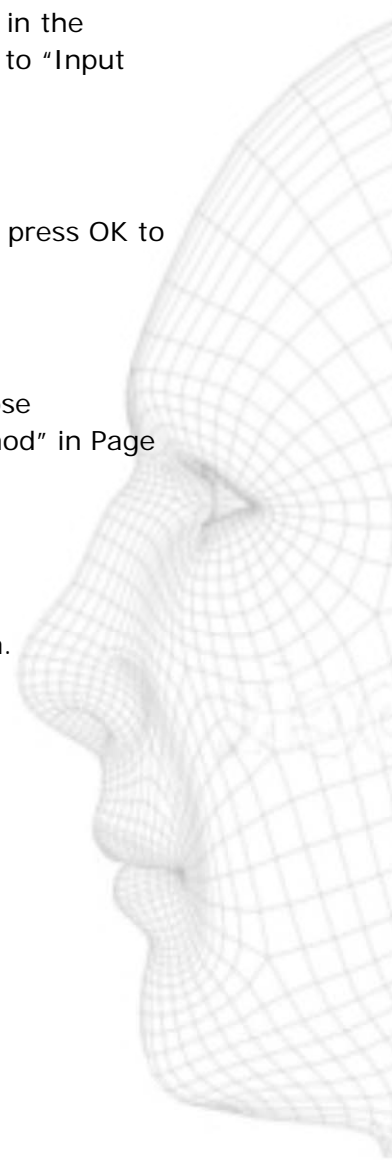 in the
to “Input
press OK to
se
od” in Page
.